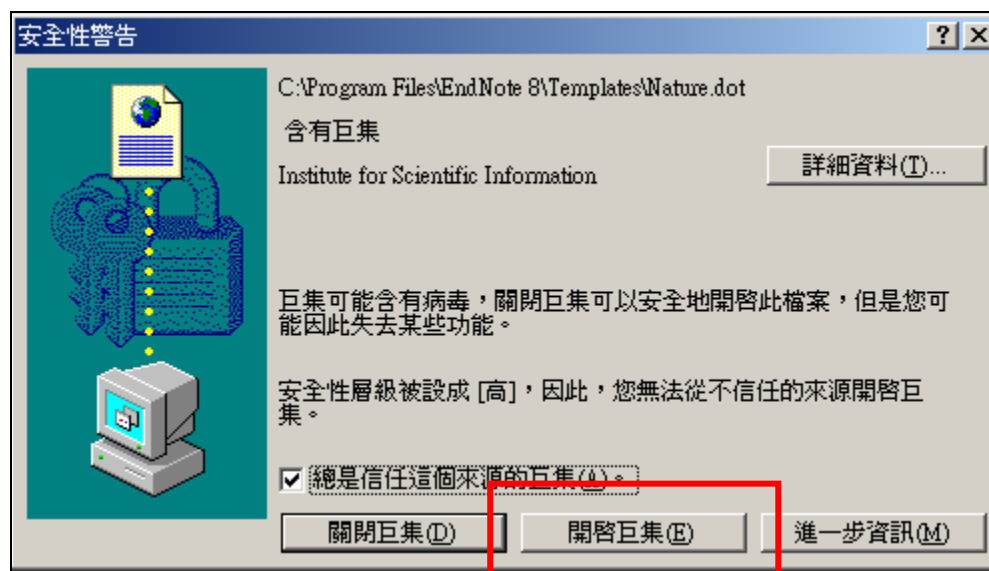 安全性警告
C:\Program Files\EndNote 8\Templates\Nature.dot
含有巨集
Institute for Scientific Information
詳細資料(T)...
巨集可能含有病毒，關閉巨集可以安全地開啓此檔案，但是您可
能因此失去某些功能。
安全性層級被設成 [高]，因此，您無法從不信任的來源開啓巨
集。
總是信任這個來源的巨集(A)。
關閉巨集(D)
開啓巨集(E)
進一步資訊(M)